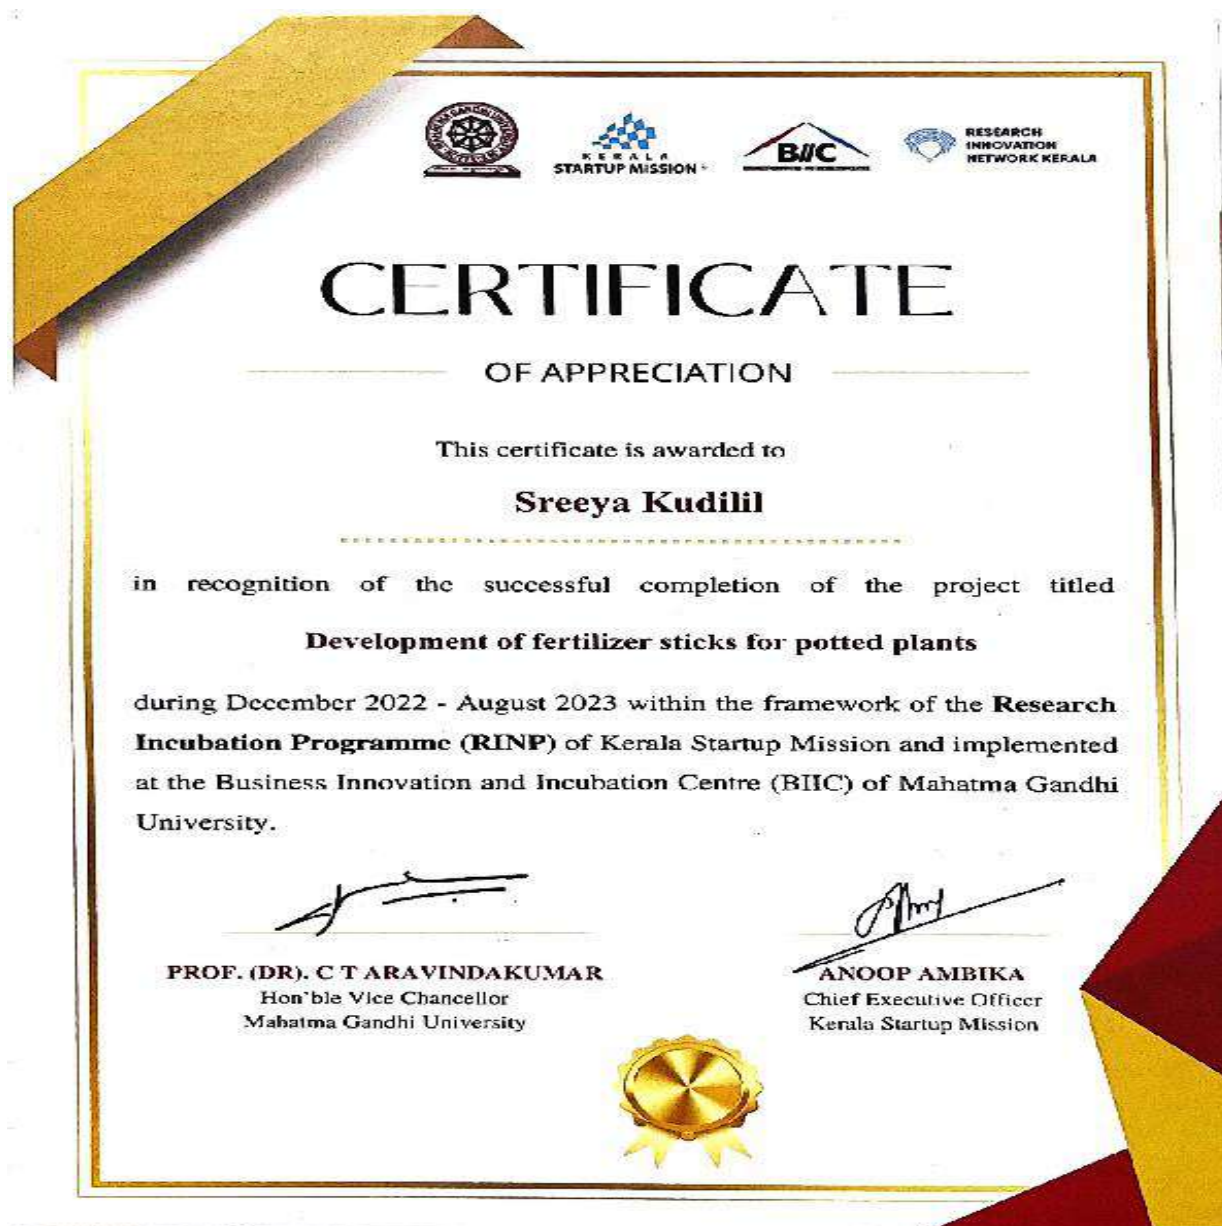 MAHATMA GANDHI UNIVERSITY
KERALA
STARTUP MISSION
BIIC
RESEARCH
INNOVATION
NETWORK KERALA
CERTIFICATE
OF APPRECIATION
This certificate is awarded to
Sreeya Kudilil
in recognition of the successful completion of the project titled
Development of fertilizer sticks for potted plants
during December 2022 - August 2023 within the framework of the Research
Incubation Programme (RINP) of Kerala Startup Mission and implemented
at the Business Innovation and Incubation Centre (BIIC) of Mahatma Gandhi
University.
PROF. (DR). C T ARAVINDAKUMAR
Hon'ble Vice Chancellor
Mahatma Gandhi University
ANOOP AMBIKA
Chief Executive Officer
Kerala Startup Mission